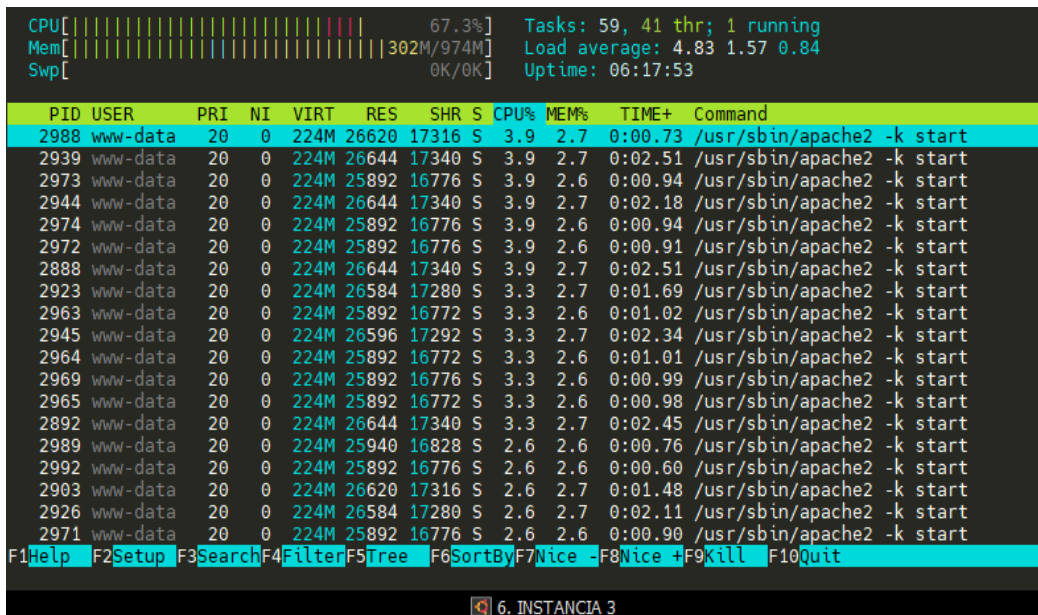 CPU[||||||||||||||||||||||||||||| 67.3%] Tasks: 59, 41 thr; 1 running
Mem[|||||||||||||||||||||||||||||||302M/974M] Load average: 4.83 1.57 0.84
Swp[ 0K/0K] Uptime: 06:17:53
PID USER PRI NI VIRT RES SHR S CPU% MEM% TIME+ Command
2988 www-data 20 0 224M 26620 17316 S 3.9 2.7 0:00.73 /usr/sbin/apache2 -k start
2939 www-data 20 0 224M 26644 17340 S 3.9 2.7 0:02.51 /usr/sbin/apache2 -k start
2973 www-data 20 0 224M 25892 16776 S 3.9 2.6 0:00.94 /usr/sbin/apache2 -k start
2944 www-data 20 0 224M 26644 17340 S 3.9 2.7 0:02.18 /usr/sbin/apache2 -k start
2974 www-data 20 0 224M 25892 16776 S 3.9 2.6 0:00.94 /usr/sbin/apache2 -k start
2972 www-data 20 0 224M 25892 16776 S 3.9 2.6 0:00.91 /usr/sbin/apache2 -k start
2888 www-data 20 0 224M 26644 17340 S 3.9 2.7 0:02.51 /usr/sbin/apache2 -k start
2923 www-data 20 0 224M 26584 17280 S 3.3 2.7 0:01.69 /usr/sbin/apache2 -k start
2963 www-data 20 0 224M 25892 16772 S 3.3 2.6 0:01.02 /usr/sbin/apache2 -k start
2945 www-data 20 0 224M 26596 17292 S 3.3 2.7 0:02.34 /usr/sbin/apache2 -k start
2964 www-data 20 0 224M 25892 16772 S 3.3 2.6 0:01.01 /usr/sbin/apache2 -k start
2969 www-data 20 0 224M 25892 16776 S 3.3 2.6 0:00.99 /usr/sbin/apache2 -k start
2965 www-data 20 0 224M 25892 16772 S 3.3 2.6 0:00.98 /usr/sbin/apache2 -k start
2892 www-data 20 0 224M 26644 17340 S 3.3 2.7 0:02.45 /usr/sbin/apache2 -k start
2989 www-data 20 0 224M 25940 16828 S 2.6 2.6 0:00.76 /usr/sbin/apache2 -k start
2992 www-data 20 0 224M 25892 16776 S 2.6 2.6 0:00.60 /usr/sbin/apache2 -k start
2903 www-data 20 0 224M 26620 17316 S 2.6 2.7 0:01.48 /usr/sbin/apache2 -k start
2926 www-data 20 0 224M 26584 17280 S 2.6 2.7 0:02.11 /usr/sbin/apache2 -k start
2971 www-data 20 0 224M 25892 16776 S 2.6 2.6 0:00.90 /usr/sbin/apache2 -k start
F1Help F2Setup F3SearchF4FilterF5Tree F6SortByF7Nice -F8Nice +F9Kill F10Quit
6. INSTANCIA 3